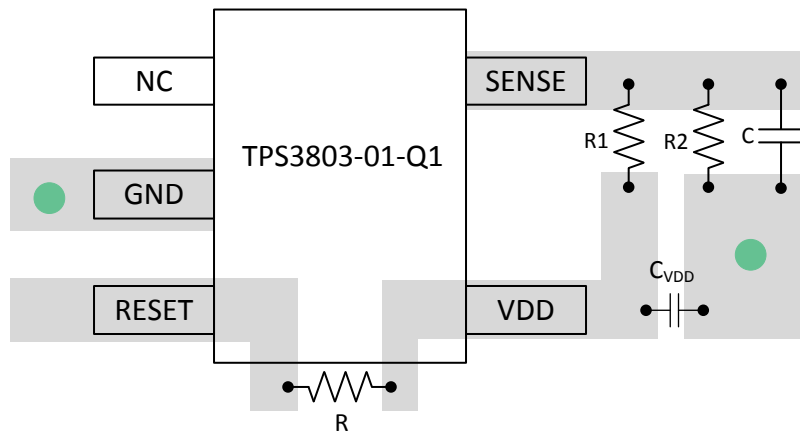 NC
SENSE
TPS3803-01-Q1
R1
R2
C
GND
RESET
VDD
CVDD
R